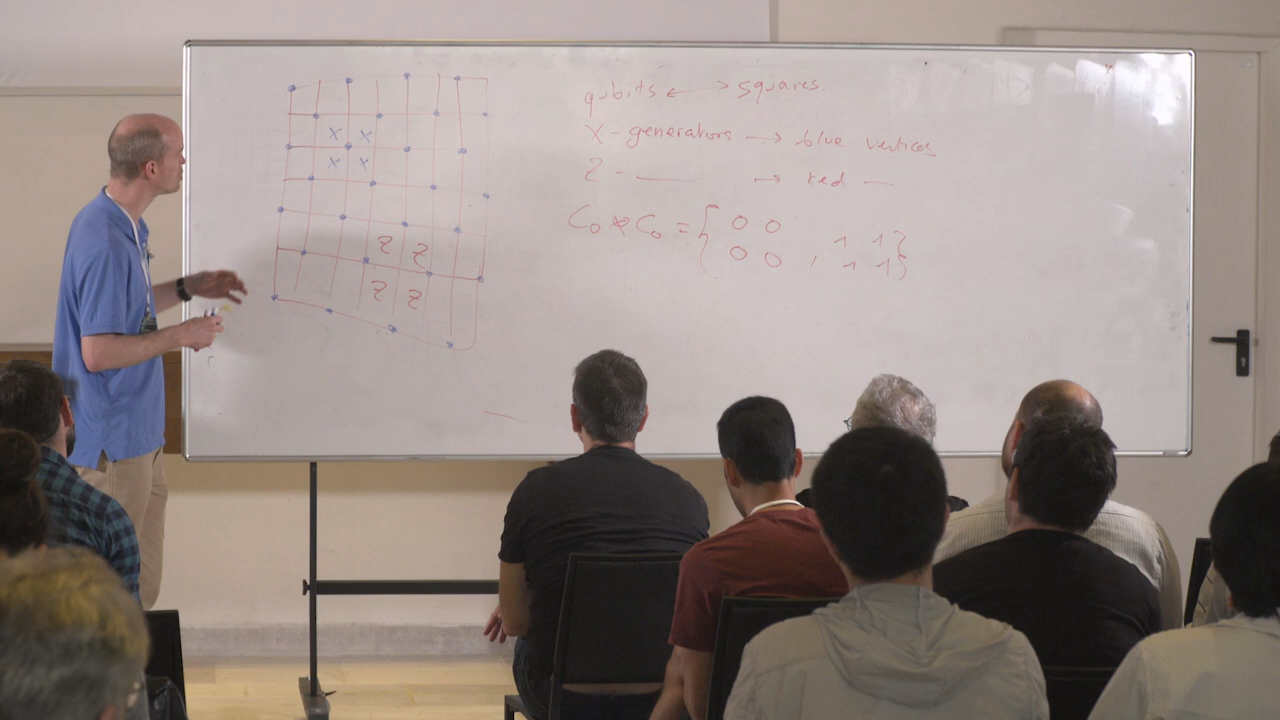 x x
x x
z z
z z
qubits ↔ squares.
X - generators → blue vertices
Z - —— → red —
C₀ ⊗ C₀ = { 0 0 1 1 }
0 0 , 1 1